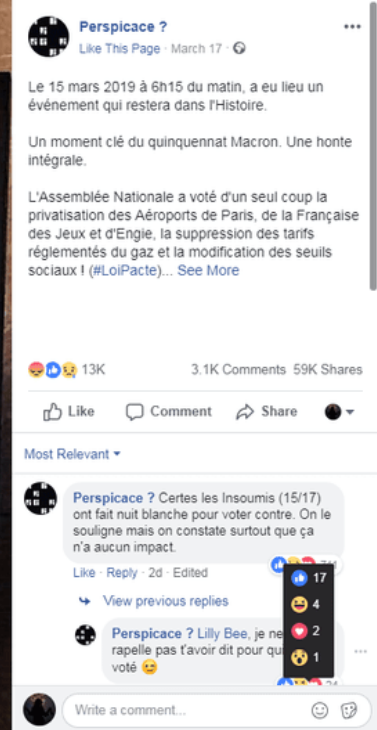 Perspicace ?
Like This Page · March 17 ·
Le 15 mars 2019 à 6h15 du matin, a eu lieu un
événement qui restera dans l'Histoire.
Un moment clé du quinquennat Macron. Une honte
intégrale.
L'Assemblée Nationale a voté d'un seul coup la
privatisation des Aéroports de Paris, de la Française
des Jeux et d'Engie, la suppression des tarifs
réglementés du gaz et la modification des seuils
sociaux ! (#LoiPacte)... See More
13K 3.1K Comments 59K Shares
Like Comment Share
Most Relevant
Perspicace ? Certes les Insoumis (15/17)
ont fait nuit blanche pour voter contre. On le
souligne mais on constate surtout que ça
n'a aucun impact.
Like · Reply · 2d · Edited
17
4
2
1
View previous replies
Perspicace ? Lilly Bee, je ne
rapelle pas t'avoir dit pour qu
voté
Write a comment...